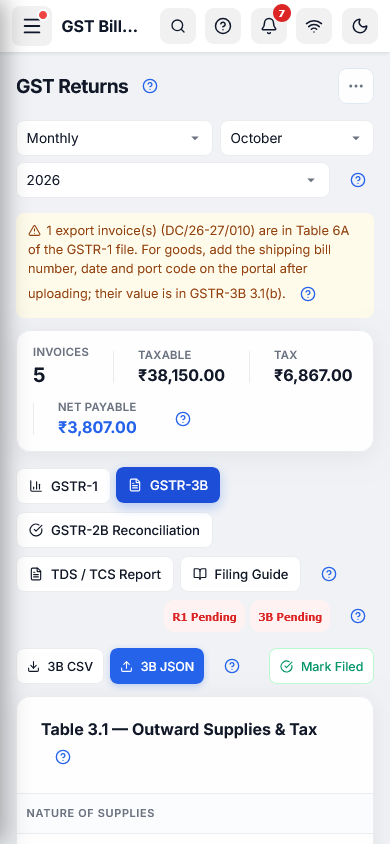 GST Bill...
7
GST Returns
Monthly
October
2026
1 export invoice(s) (DC/26-27/010) are in Table 6A
of the GSTR-1 file. For goods, add the shipping bill
number, date and port code on the portal after
uploading; their value is in GSTR-3B 3.1(b).
INVOICES
5
TAXABLE
₹38,150.00
TAX
₹6,867.00
NET PAYABLE
₹3,807.00
GSTR-1
GSTR-3B
GSTR-2B Reconciliation
TDS / TCS Report
Filing Guide
R1 Pending
3B Pending
3B CSV
3B JSON
Mark Filed
Table 3.1 — Outward Supplies & Tax
NATURE OF SUPPLIES